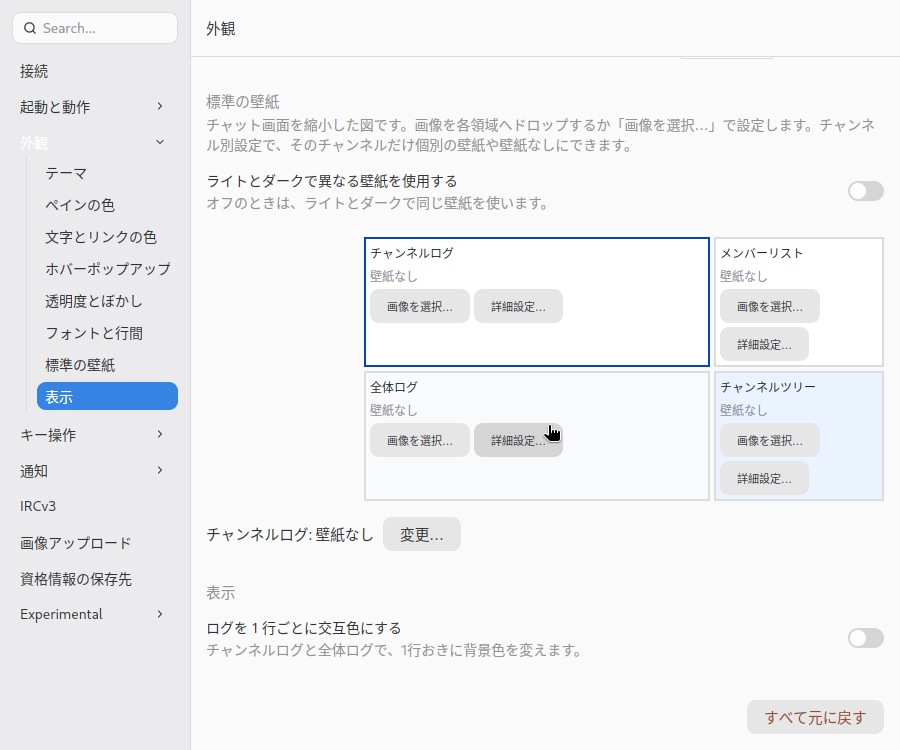 Search...
接続
起動と動作
外観
テーマ
ペインの色
文字とリンクの色
ホバーポップアップ
透明度とぼかし
フォントと行間
標準の壁紙
表示
キー操作
通知
IRCv3
画像アップロード
資格情報の保存先
Experimental
外観
標準の壁紙
チャット画面を縮小した図です。画像を各領域へドロップするか「画像を選択...」で設定します。チャンネ
ル別設定で、そのチャンネルだけ個別の壁紙や壁紙なしにできます。
ライトとダークで異なる壁紙を使用する
オフのときは、ライトとダークで同じ壁紙を使います。
チャンネルログ
壁紙なし
画像を選択... 詳細設定...
メンバーリスト
壁紙なし
画像を選択...
詳細設定...
全体ログ
壁紙なし
画像を選択... 詳細設定...
チャンネルツリー
壁紙なし
画像を選択...
詳細設定...
チャンネルログ: 壁紙なし 変更...
表示
ログを 1 行ごとに交互色にする
チャンネルログと全体ログで、1行おきに背景色を変えます。
すべて元に戻す